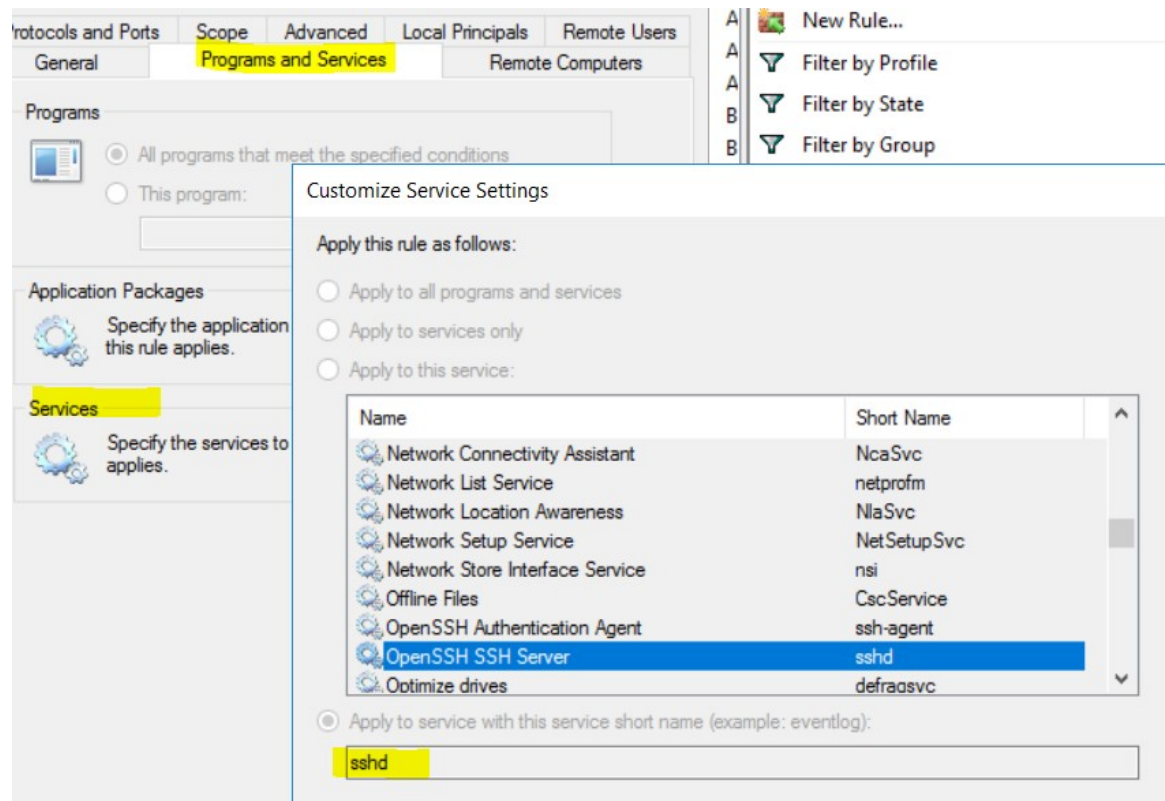 Protocols and Ports Scope Advanced Local Principals Remote Users
General Programs and Services Remote Computers
Programs
All programs that meet the specified conditions
This program:
Application Packages
Specify the application
this rule applies.
Services
Specify the services to
applies.
A
A
A
B
B
New Rule...
Filter by Profile
Filter by State
Filter by Group
Customize Service Settings
Apply this rule as follows:
Apply to all programs and services
Apply to services only
Apply to this service:
Name Short Name
Network Connectivity Assistant NcaSvc
Network List Service netprofm
Network Location Awareness NlaSvc
Network Setup Service NetSetupSvc
Network Store Interface Service nsi
Offline Files CscService
OpenSSH Authentication Agent ssh-agent
OpenSSH SSH Server sshd
Optimize drives defragsvc
Apply to service with this service short name (example: eventlog):
sshd